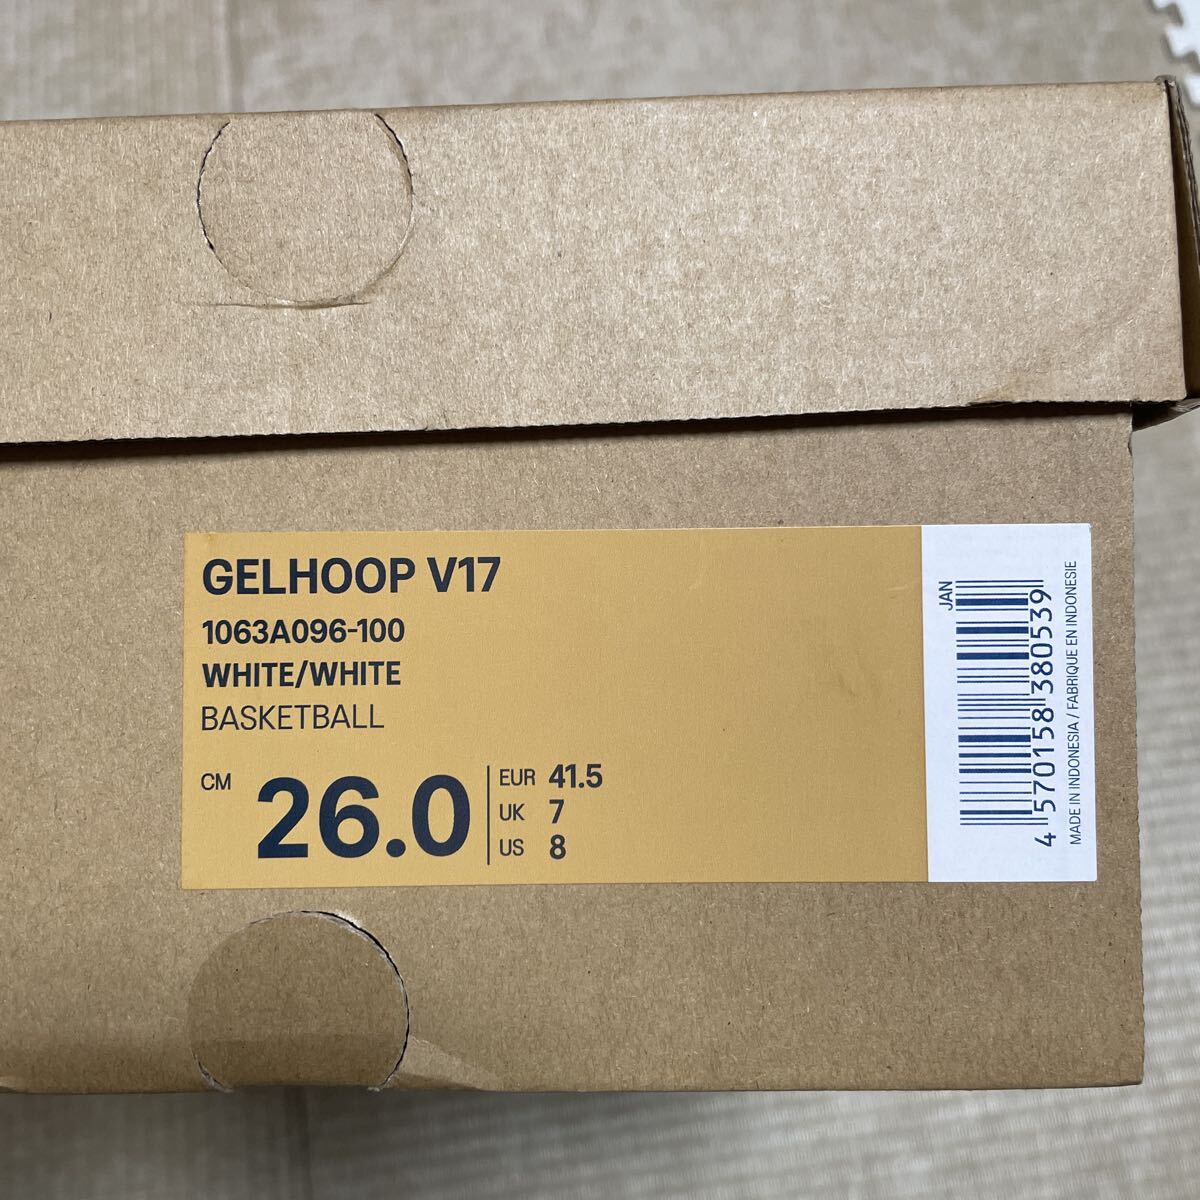 GELHOOP V17
1063A096-100
WHITE/WHITE
BASKETBALL
CM 26.0
EUR 41.5
UK 7
US 8
JAN
4 570158 380539
MADE IN INDONESIA / FABRIQUE EN INDONESIE